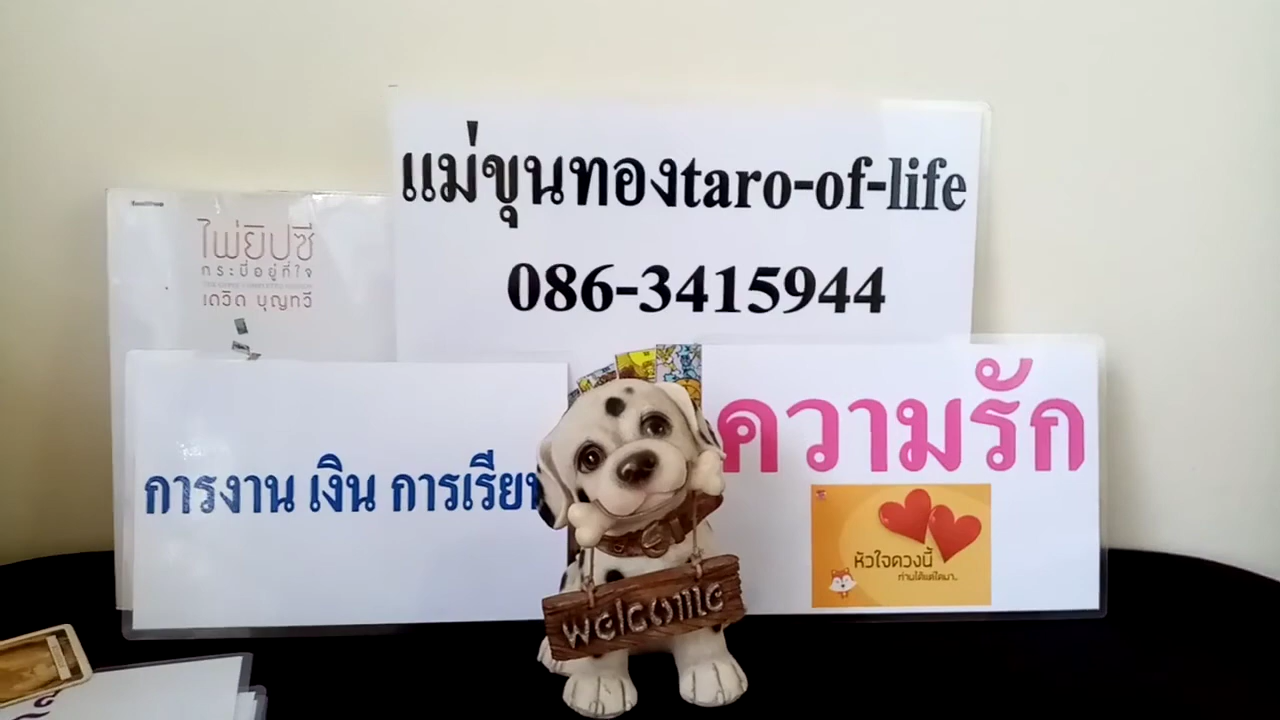 แม่ขุนทองtaro-of-life
086-3415944
ไพ่ยิปซี
กระบี่อยู่ที่ใจ
เดวิด บุญทวี
การงาน เงิน การเรียน
ความรัก
หัวใจดวงนี้
welcome